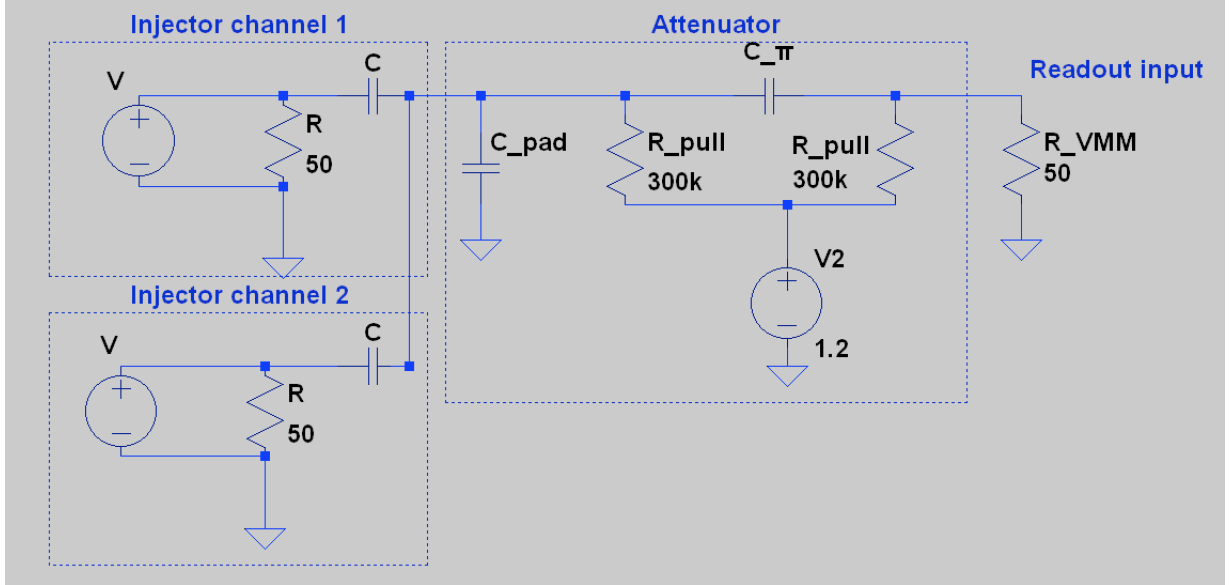 Injector channel 1
Attenuator
C_π
C
Readout input
V
R
50
C_pad
R_pull
300k
R_pull
300k
R_VMM
50
V2
1.2
Injector channel 2
C
V
R
50